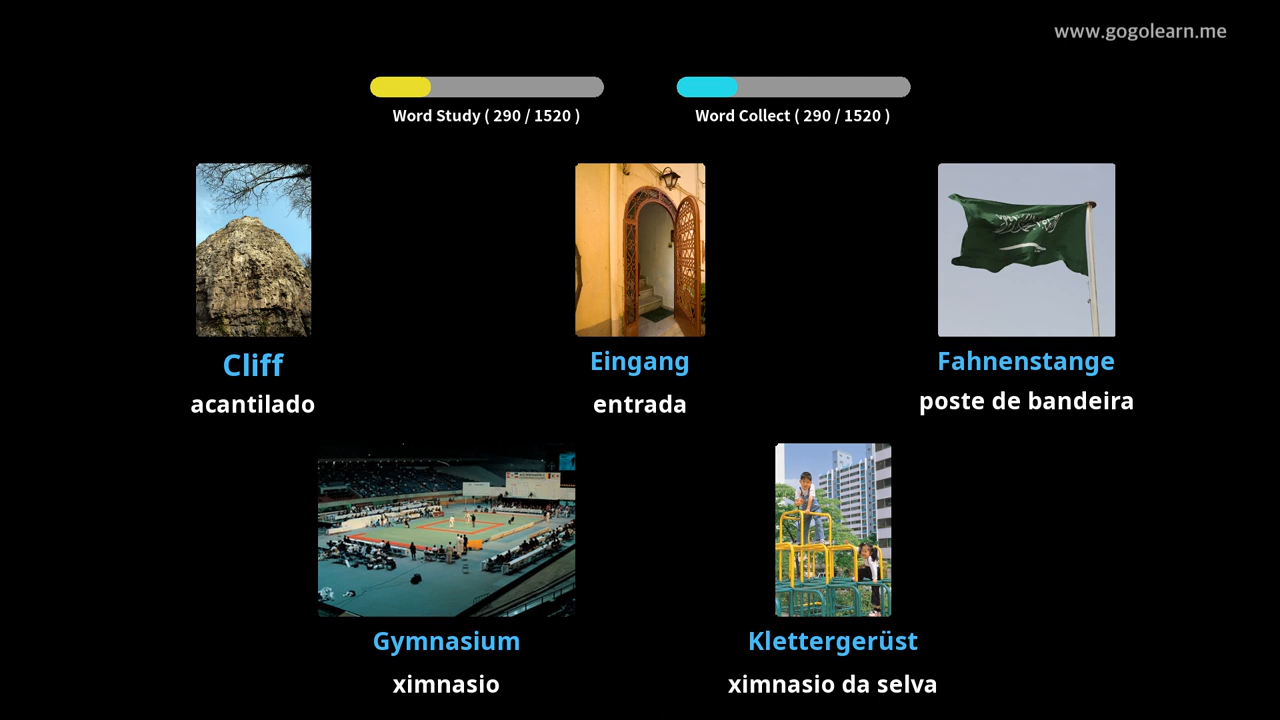 www.gogolearn.me
Word Study ( 290 / 1520 )
Word Collect ( 290 / 1520 )
Cliff
acantilado
Eingang
entrada
Fahnenstange
poste de bandeira
Gymnasium
ximnasio
Klettergerüst
ximnasio da selva